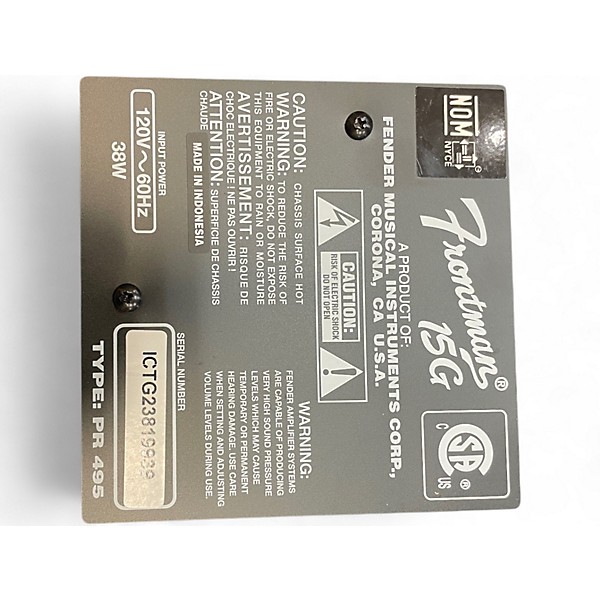 NOM
NYCE
Frontman® 15G
C US ®
A PRODUCT OF:
FENDER MUSICAL INSTRUMENTS CORP.,
CORONA, CA U.S.A.
CAUTION:
RISK OF ELECTRIC SHOCK
DO NOT OPEN
CAUTION: CHASSIS SURFACE HOT
WARNING: TO REDUCE THE RISK OF
FIRE OR ELECTRIC SHOCK, DO NOT EXPOSE
THIS EQUIPMENT TO RAIN OR MOISTURE
AVERTISSEMENT: RISQUE DE
CHOC ELECTRIQUE ! NE PAS OUVRIR !
ATTENTION: SUPERFICIE DE CHASSIS
CHAUDE
MADE IN INDONESIA
WARNING:
FENDER AMPLIFIER SYSTEMS
ARE CAPABLE OF PRODUCING
VERY HIGH SOUND PRESSURE
LEVELS WHICH MAY CAUSE
TEMPORARY OR PERMANENT
HEARING DAMAGE. USE CARE
WHEN SETTING AND ADJUSTING
VOLUME LEVELS DURING USE.
INPUT POWER
120V～60Hz
38W
SERIAL NUMBER
ICTG23819939
TYPE: PR 495